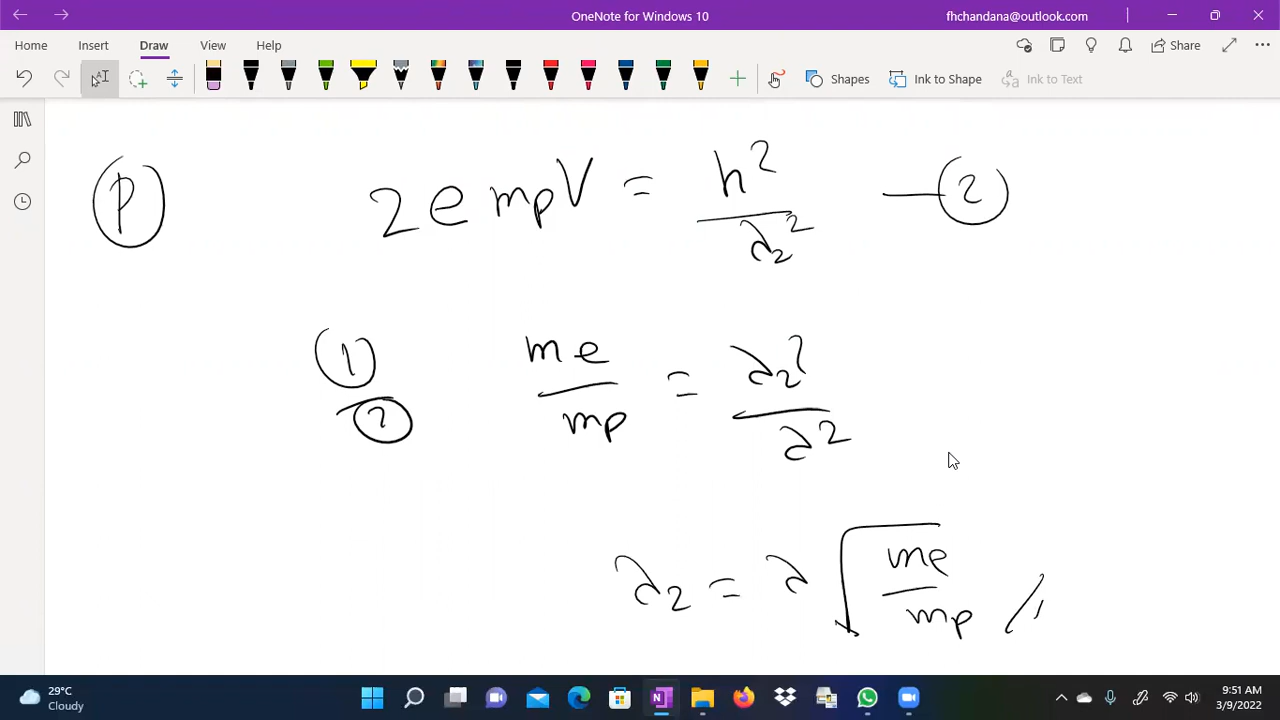 OneNote for Windows 10
fhchandana@outlook.com
Home Insert Draw View Help
Share
Shapes
Ink to Shape
Ink to Text
P 2 e mp V = h² / λ₂² — 2
1 / 2 me / mp = λ₂² / λ²
λ₂ = λ √ me / mp //
29°C
Cloudy
9:51 AM
3/9/2022